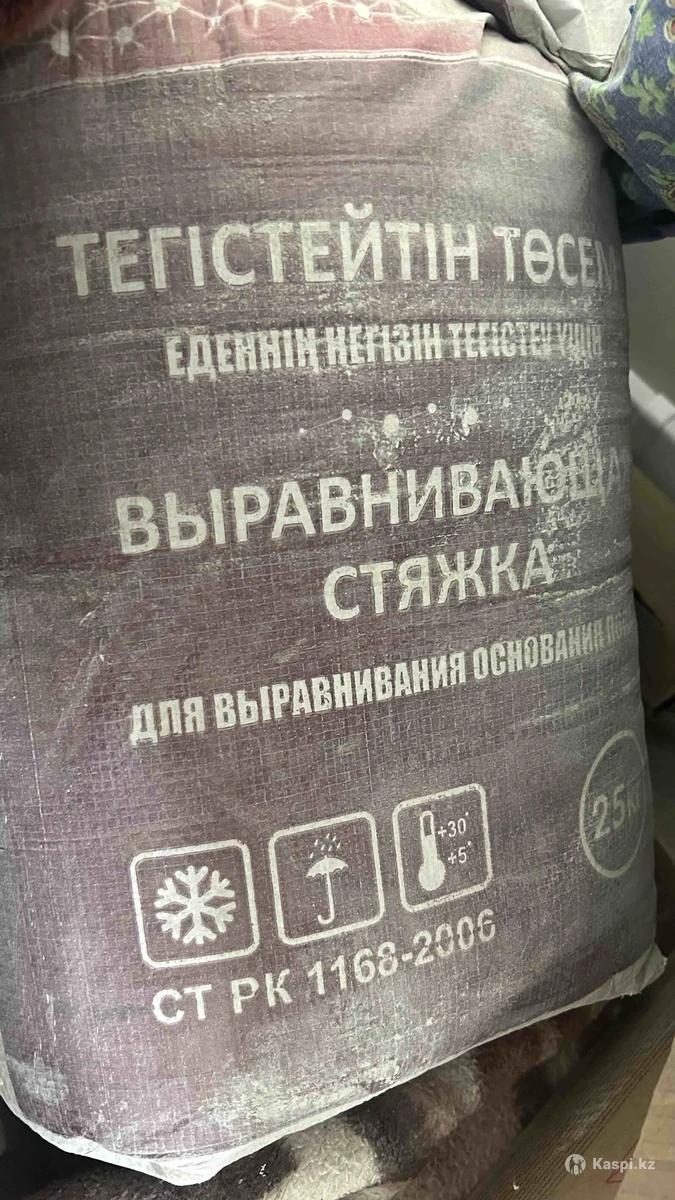 ТЕГІСТЕЙТІН ТӨСЕМ
ЕДЕННІҢ НЕГІЗІН ТЕГІСТЕУ ҮШІН
ВЫРАВНИВАЮЩАЯ
СТЯЖКА
ДЛЯ ВЫРАВНИВАНИЯ ОСНОВАНИЯ
+30°
+5°
25кг
СТ РК 1168-2006
Kaspi.kz